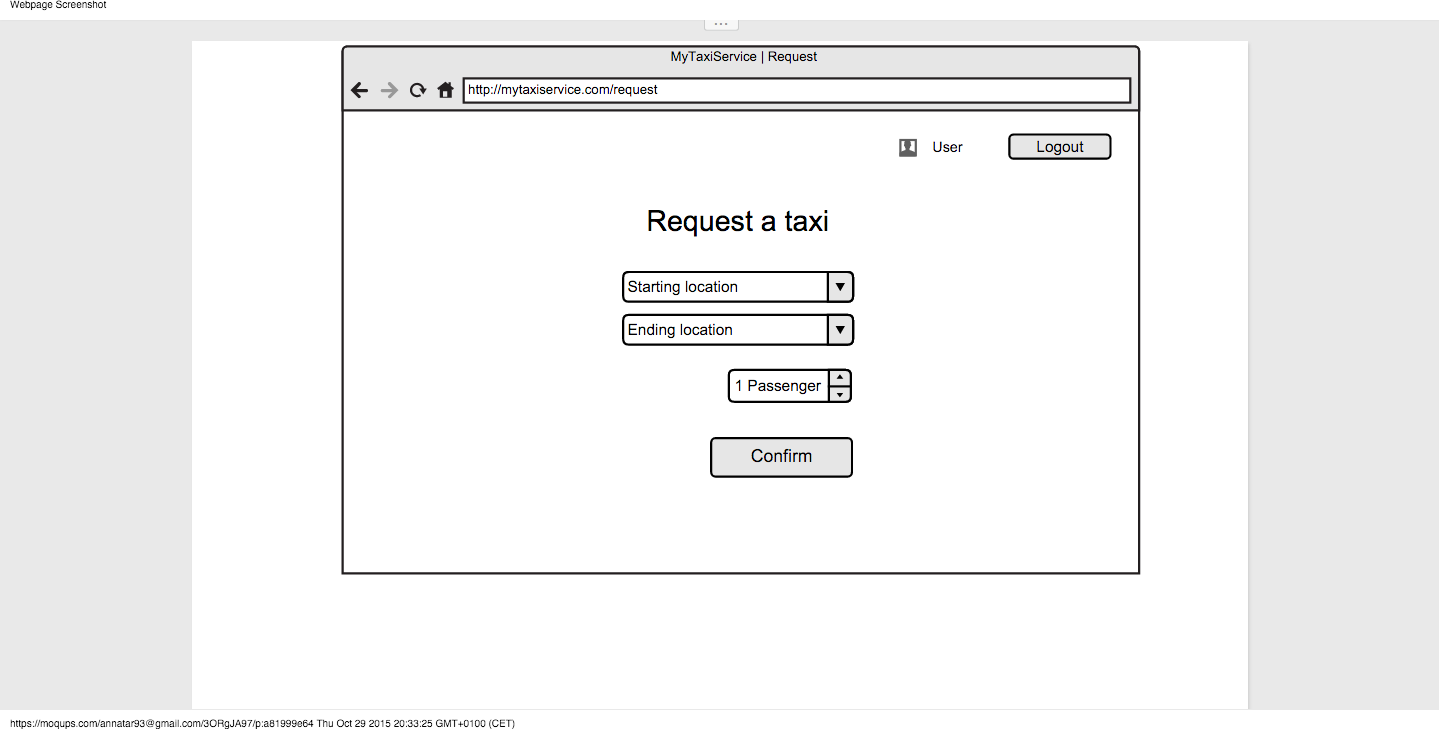 Webpage Screenshot
MyTaxiService | Request
http://mytaxiservice.com/request
User
Logout
Request a taxi
Starting location
Ending location
1 Passenger
Confirm
https://moqups.com/annatar93@gmail.com/3ORgJA97/p:a81999e64 Thu Oct 29 2015 20:33:25 GMT+0100 (CET)